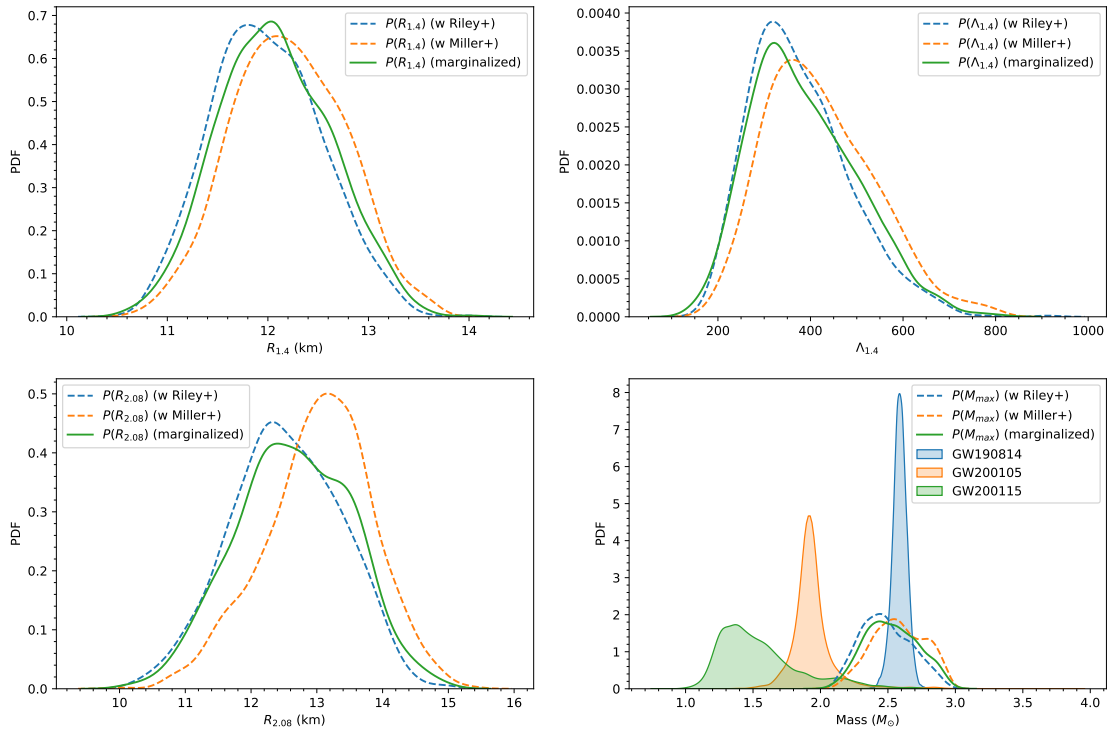 0.7
0.6
0.5
0.4
0.3
0.2
0.1
0.0
PDF
10 11 12 13 14
R1.4 (km)
P(R1.4) (w Riley+)
P(R1.4) (w Miller+)
P(R1.4) (marginalized)
0.0040
0.0035
0.0030
0.0025
0.0020
0.0015
0.0010
0.0005
0.0000
PDF
200 400 600 800 1000
Λ1.4
P(Λ1.4) (w Riley+)
P(Λ1.4) (w Miller+)
P(Λ1.4) (marginalized)
0.5
0.4
0.3
0.2
0.1
0.0
PDF
10 11 12 13 14 15 16
R2.08 (km)
P(R2.08) (w Riley+)
P(R2.08) (w Miller+)
P(R2.08) (marginalized)
8
7
6
5
4
3
2
1
0
PDF
1.0 1.5 2.0 2.5 3.0 3.5 4.0
Mass (M⊙)
P(Mmax) (w Riley+)
P(Mmax) (w Miller+)
P(Mmax) (marginalized)
GW190814
GW200105
GW200115